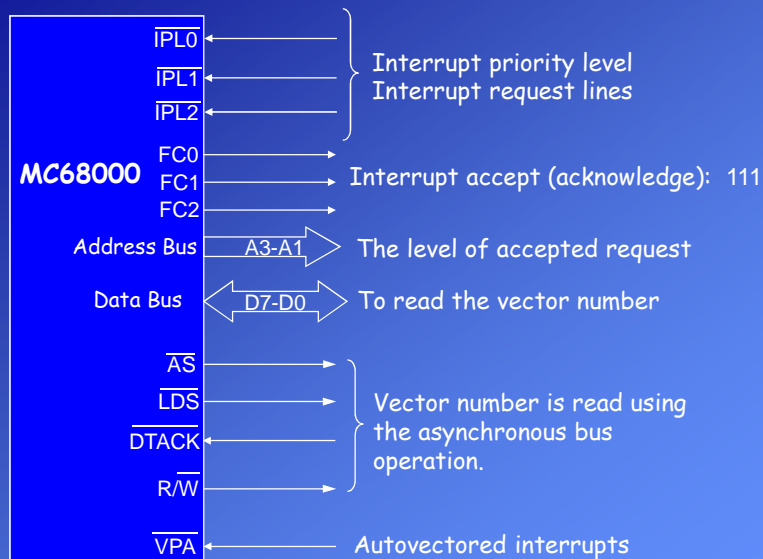 IPL0
IPL1
IPL2
Interrupt priority level
Interrupt request lines
MC68000
FC0
FC1
FC2
Interrupt accept (acknowledge): 111
Address Bus
A3-A1
The level of accepted request
Data Bus
D7-D0
To read the vector number
AS
LDS
DTACK
R/W
Vector number is read using
the asynchronous bus
operation.
VPA
Autovectored interrupts